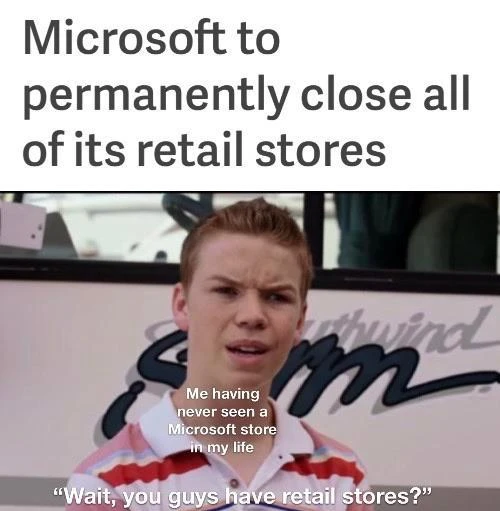 Microsoft to
permanently close all
of its retail stores
Me having
never seen a
Microsoft store
in my life
“Wait, you guys have retail stores?”